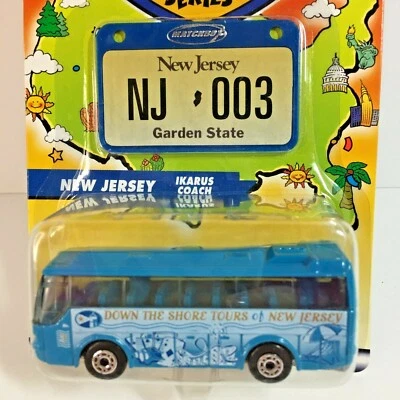 SERIES
MATCHBOX
New Jersey
NJ 003
Garden State
NEW JERSEY
IKARUS
COACH
DOWN THE SHORE TOURS of NEW JERSEY